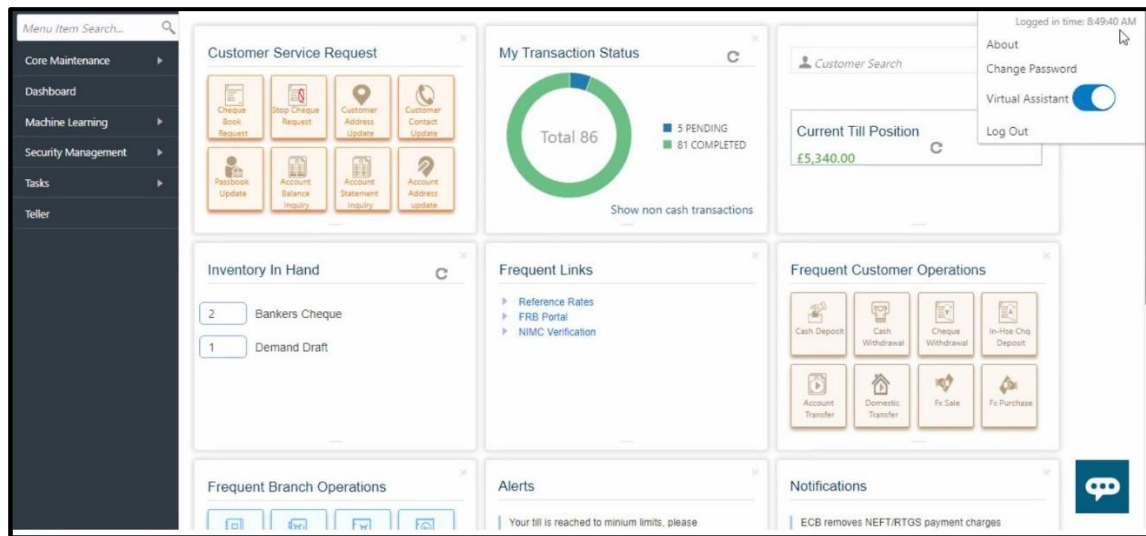 Menu Item Search...
Core Maintenance
Dashboard
Machine Learning
Security Management
Tasks
Teller
Customer Service Request
Cheque
Book
Request
Stop Cheque
Request
Customer
Address
Update
Customer
Contact
Update
Passbook
Update
Account
Balance
Inquiry
Account
Statement
Inquiry
Account
Address
update
My Transaction Status
Total 86
5 PENDING
81 COMPLETED
Show non cash transactions
Customer Search
Current Till Position
£5,340.00
Logged in time: 8:49:40 AM
About
Change Password
Virtual Assistant
Log Out
Inventory In Hand
2 Bankers Cheque
1 Demand Draft
Frequent Links
Reference Rates
FRB Portal
NIMC Verification
Frequent Customer Operations
Cash Deposit
Cash
Withdrawal
Cheque
Withdrawal
In-Hse Chq
Deposit
Account
Transfer
Domestic
Transfer
Fx Sale
Fx Purchase
Frequent Branch Operations
Alerts
Your till is reached to minium limits, please
Notifications
ECB removes NEFT/RTGS payment charges